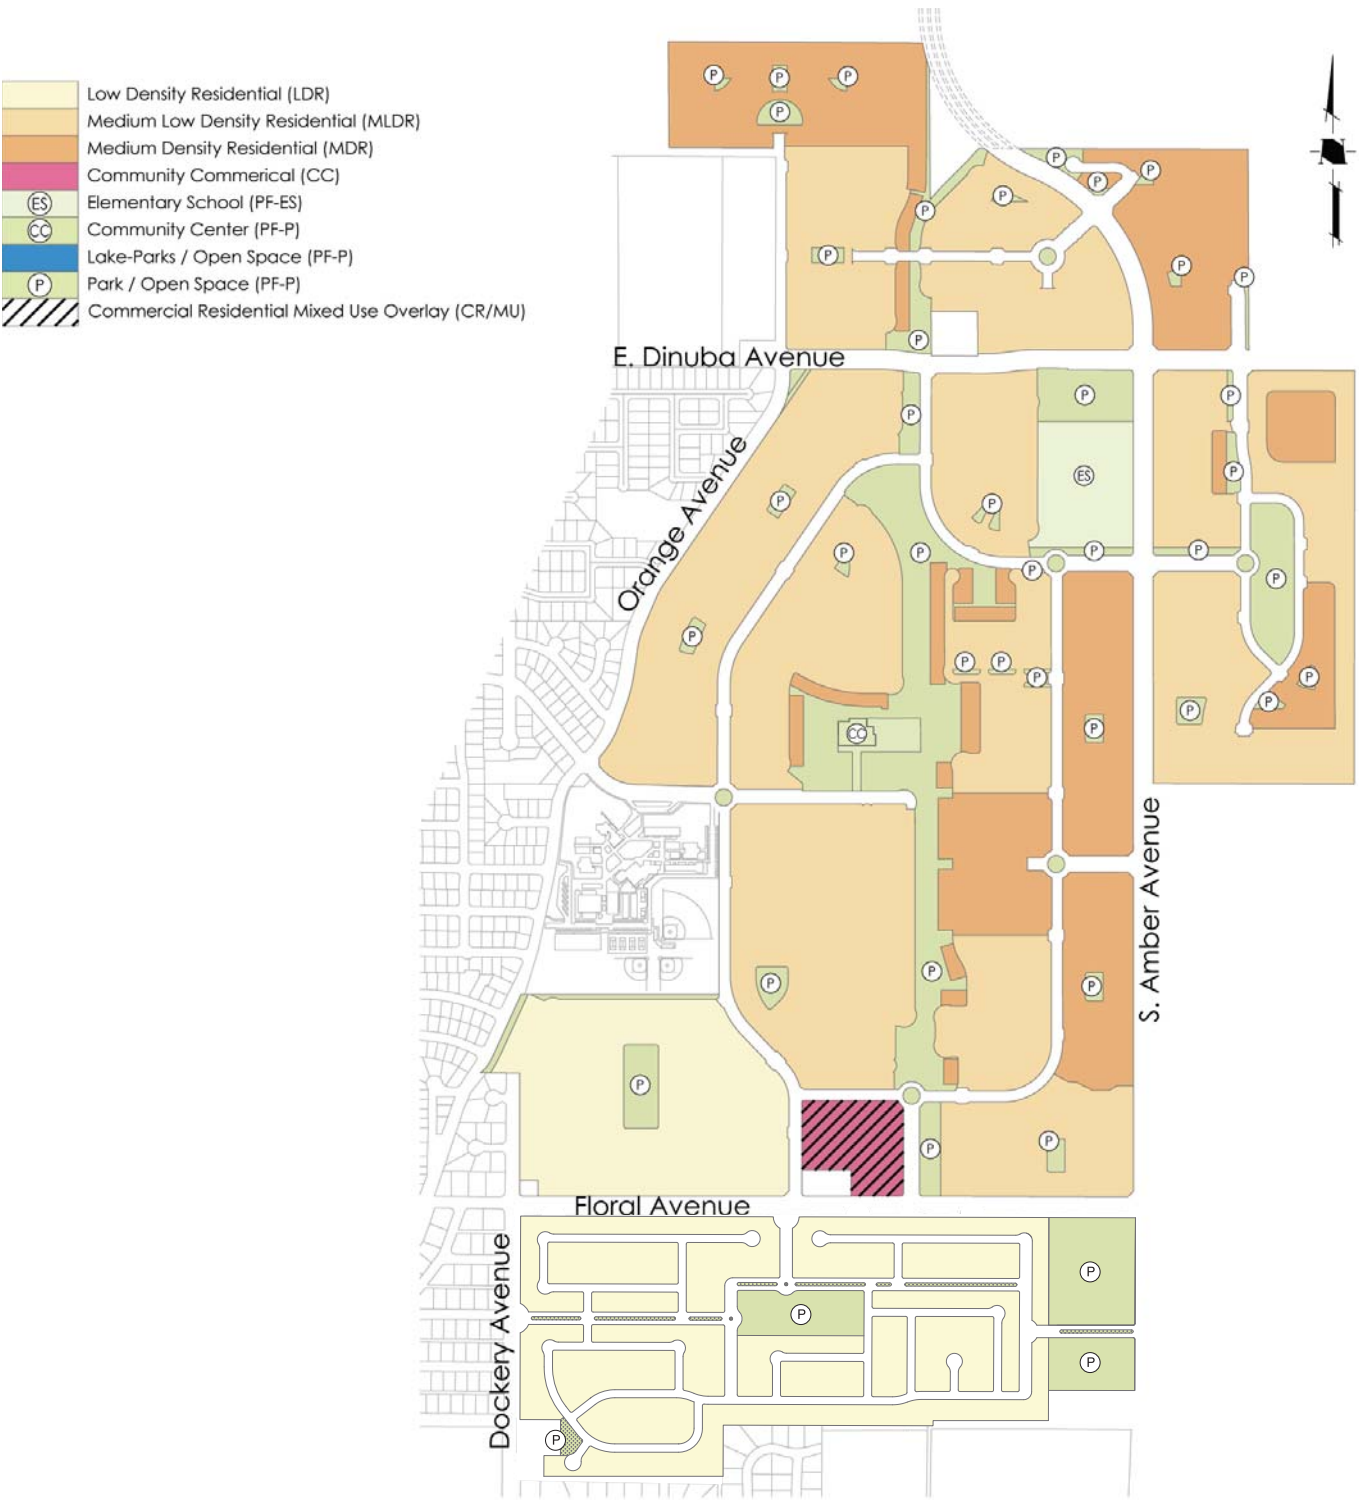 Low Density Residential (LDR)
Medium Low Density Residential (MLDR)
Medium Density Residential (MDR)
Community Commerical (CC)
ES Elementary School (PF-ES)
CC Community Center (PF-P)
Lake-Parks / Open Space (PF-P)
P Park / Open Space (PF-P)
Commercial Residential Mixed Use Overlay (CR/MU)
P P P
P
P P P
P P
P P P
P
E. Dinuba Avenue
P P P
Orange Avenue
ES P
P P
P P P P
P P
P
P P P P
P P P
CC P
S. Amber Avenue
P P P
P
P P
Floral Avenue
Dockery Avenue
P
P
P
P
N